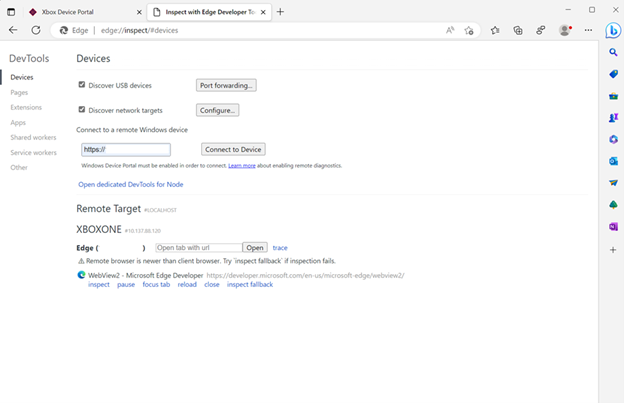 Xbox Device Portal
Inspect with Edge Developer To
Edge | edge://inspect/#devices
DevTools
Devices
Pages
Extensions
Apps
Shared workers
Service workers
Other
Devices
Discover USB devices Port forwarding...
Discover network targets Configure...
Connect to a remote Windows device
https:// Connect to Device
Windows Device Portal must be enabled in order to connect. Learn more about enabling remote diagnostics.
Open dedicated DevTools for Node
Remote Target #LOCALHOST
XBOXONE #10.137.88.120
Edge ( ) Open tab with url Open trace
⚠ Remote browser is newer than client browser. Try `inspect fallback` if inspection fails.
WebView2 - Microsoft Edge Developer https://developer.microsoft.com/en-us/microsoft-edge/webview2/
inspect pause focus tab reload close inspect fallback